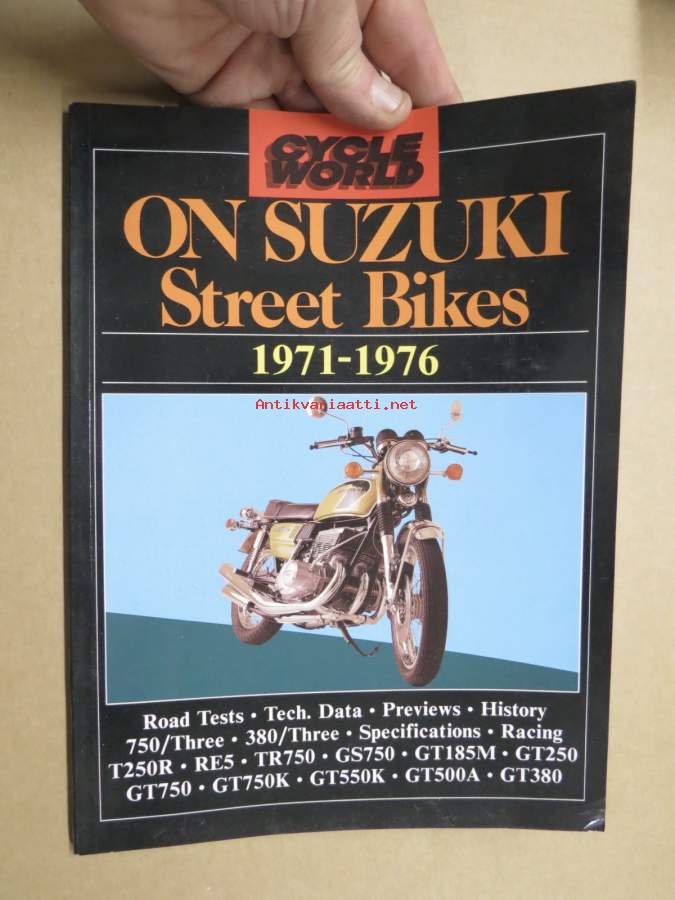 CYCLE
WORLD
ON SUZUKI
Street Bikes
1971-1976
Antikvariaatti.net
Road Tests · Tech. Data · Previews · History
750/Three · 380/Three · Specifications · Racing
T250R · RE5 · TR750 · GS750 · GT185M · GT250
GT750 · GT750K · GT550K · GT500A · GT380